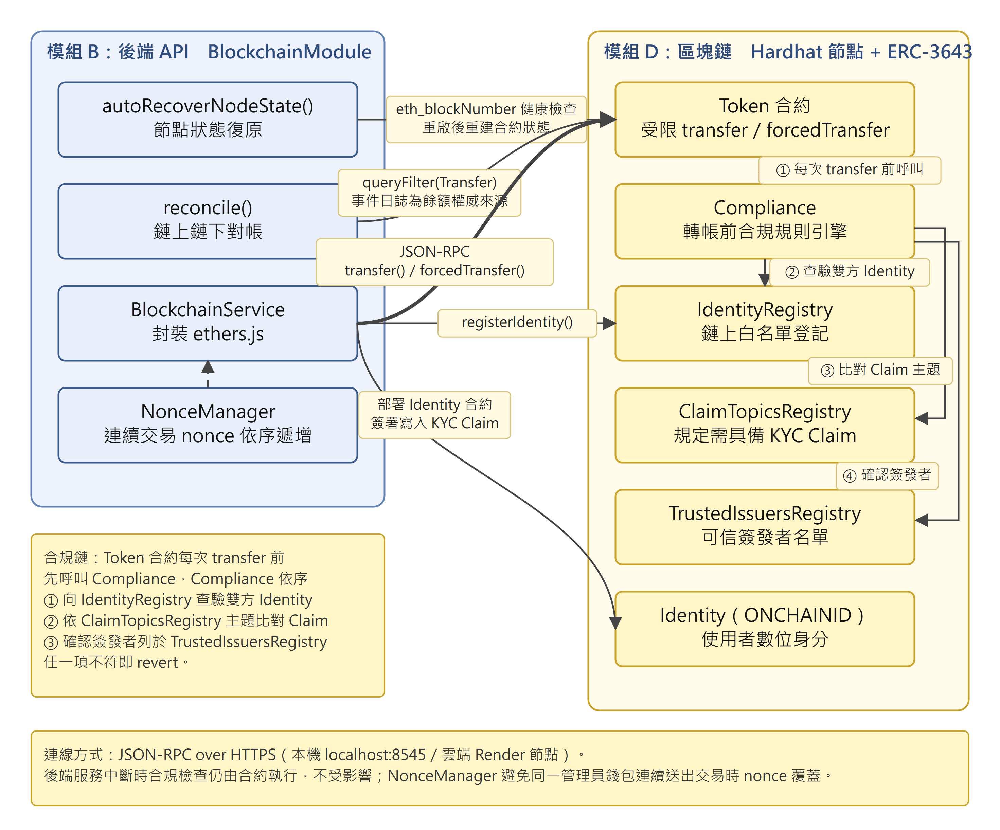 模組 B：後端 API　BlockchainModule
autoRecoverNodeState()
節點狀態復原
reconcile()
鏈上鏈下對帳
BlockchainService
封裝 ethers.js
NonceManager
連續交易 nonce 依序遞增
eth_blockNumber 健康檢查
重啟後重建合約狀態
queryFilter(Transfer)
事件日誌為餘額權威來源
JSON-RPC
transfer() / forcedTransfer()
registerIdentity()
部署 Identity 合約
簽署寫入 KYC Claim
模組 D：區塊鏈　Hardhat 節點 + ERC-3643
Token 合約
受限 transfer / forcedTransfer
① 每次 transfer 前呼叫
Compliance
轉帳前合規規則引擎
② 查驗雙方 Identity
IdentityRegistry
鏈上白名單登記
③ 比對 Claim 主題
ClaimTopicsRegistry
規定需具備 KYC Claim
④ 確認簽發者
TrustedIssuersRegistry
可信簽發者名單
Identity（ONCHAINID）
使用者數位身分
合規鏈：Token 合約每次 transfer 前
先呼叫 Compliance，Compliance 依序
① 向 IdentityRegistry 查驗雙方 Identity
② 依 ClaimTopicsRegistry 主題比對 Claim
③ 確認簽發者列於 TrustedIssuersRegistry
任一項不符即 revert。
連線方式：JSON-RPC over HTTPS（本機 localhost:8545 / 雲端 Render 節點）。
後端服務中斷時合規檢查仍由合約執行，不受影響；NonceManager 避免同一管理員錢包連續送出交易時 nonce 覆蓋。